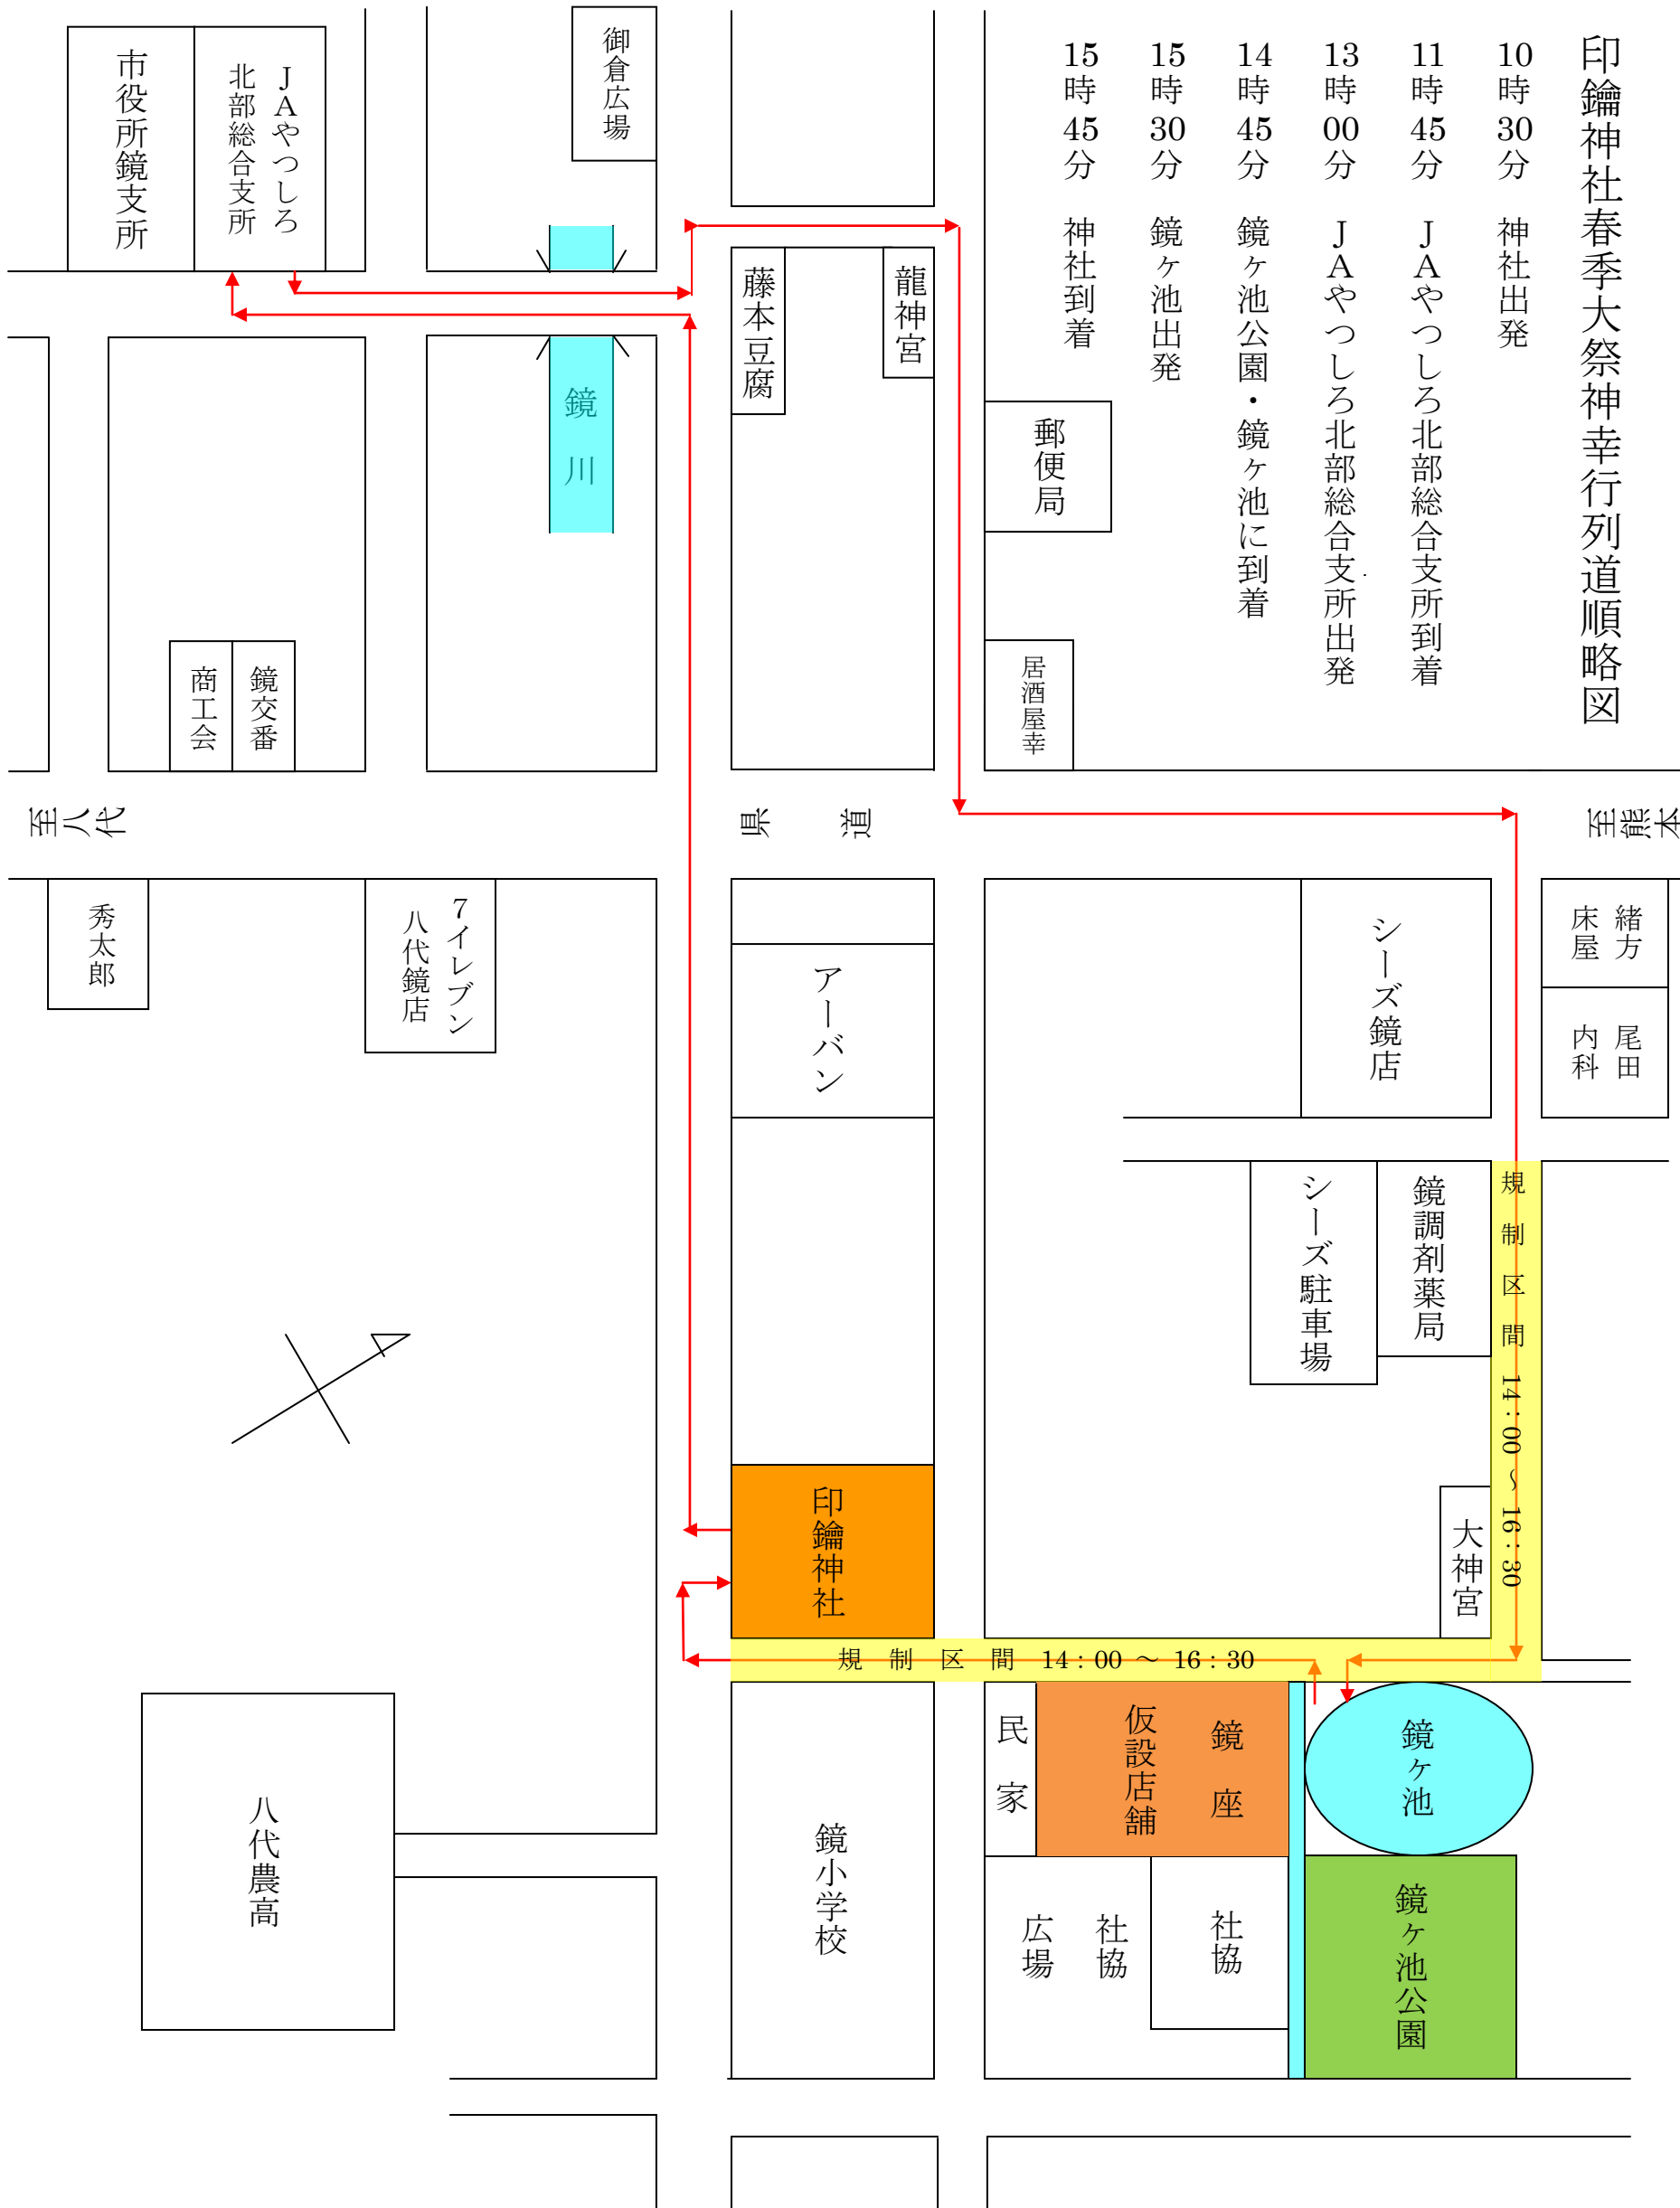 印鑰神社春季大祭神幸行列道順略図
10時30分　神社出発
11時45分　ＪＡやつしろ北部総合支所到着
13時00分　ＪＡやつしろ北部総合支所出発
14時45分　鏡ヶ池公園・鏡ヶ池に到着
15時30分　鏡ヶ池出発
15時45分　神社到着
御倉広場
ＪＡやつしろ
北部総合支所
市役所鏡支所
龍神宮
藤本豆腐
鏡川
郵便局
居酒屋幸
鏡交番
商工会
至熊本
県道
至八代
緒方
床屋
尾田
内科
シーズ鏡店
アーバン
７イレブン
八代鏡店
秀太郎
規制区間 14：00 ～ 16：30
鏡調剤薬局
シーズ駐車場
大神宮
印鑰神社
規制区間 14：00 ～ 16：30
鏡ヶ池
鏡座
仮設店舗
民家
鏡ヶ池公園
社協
社協
広場
鏡小学校
八代農高